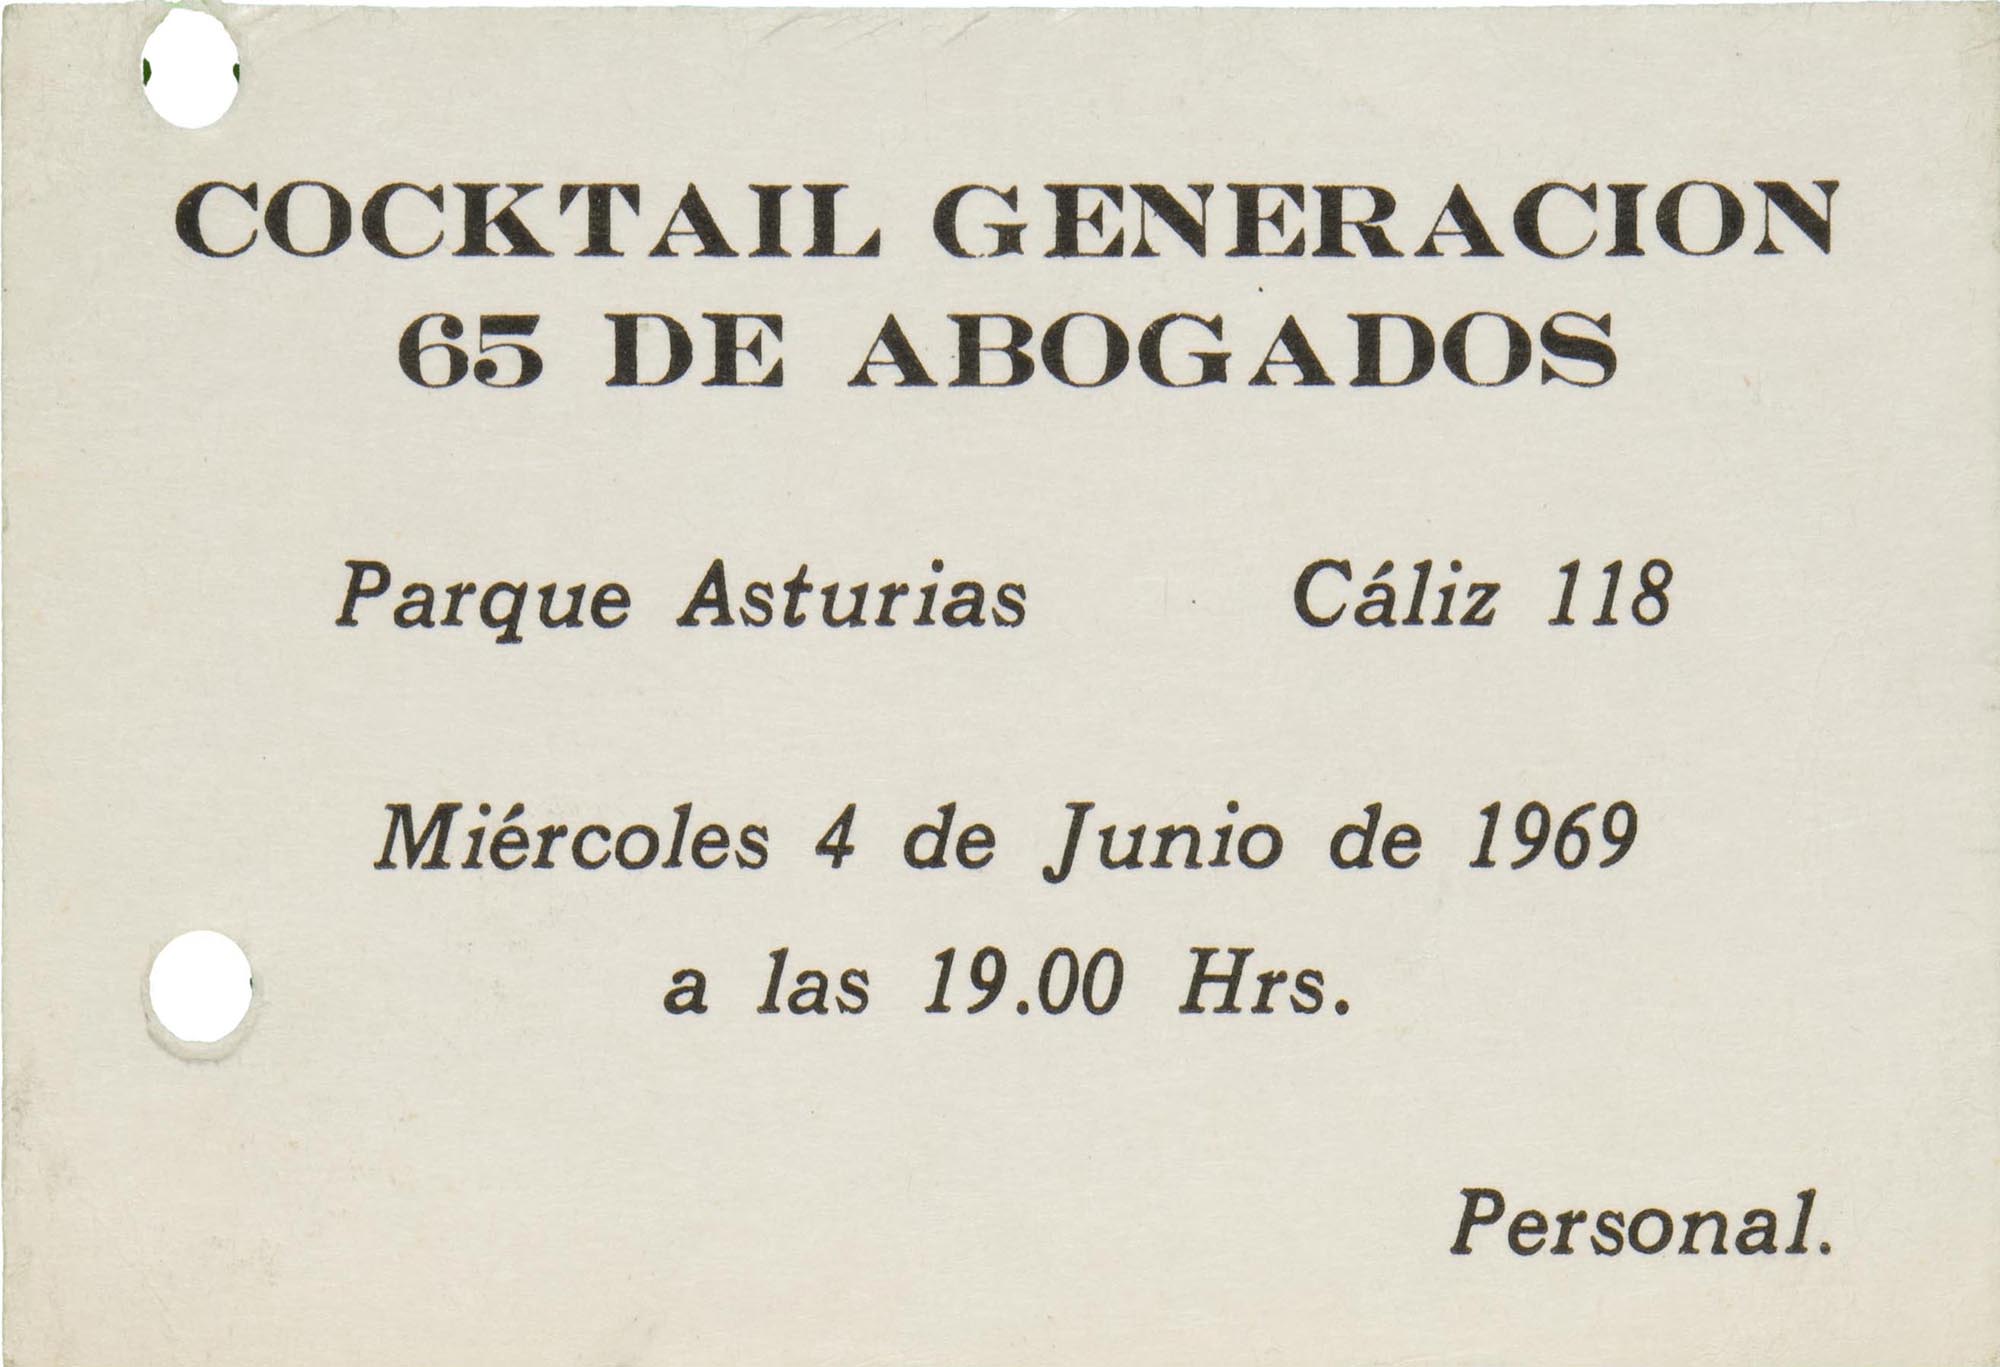 COCKTAIL GENERACION
65 DE ABOGADOS
Parque Asturias Cáliz 118
Miércoles 4 de Junio de 1969
a las 19.00 Hrs.
Personal.